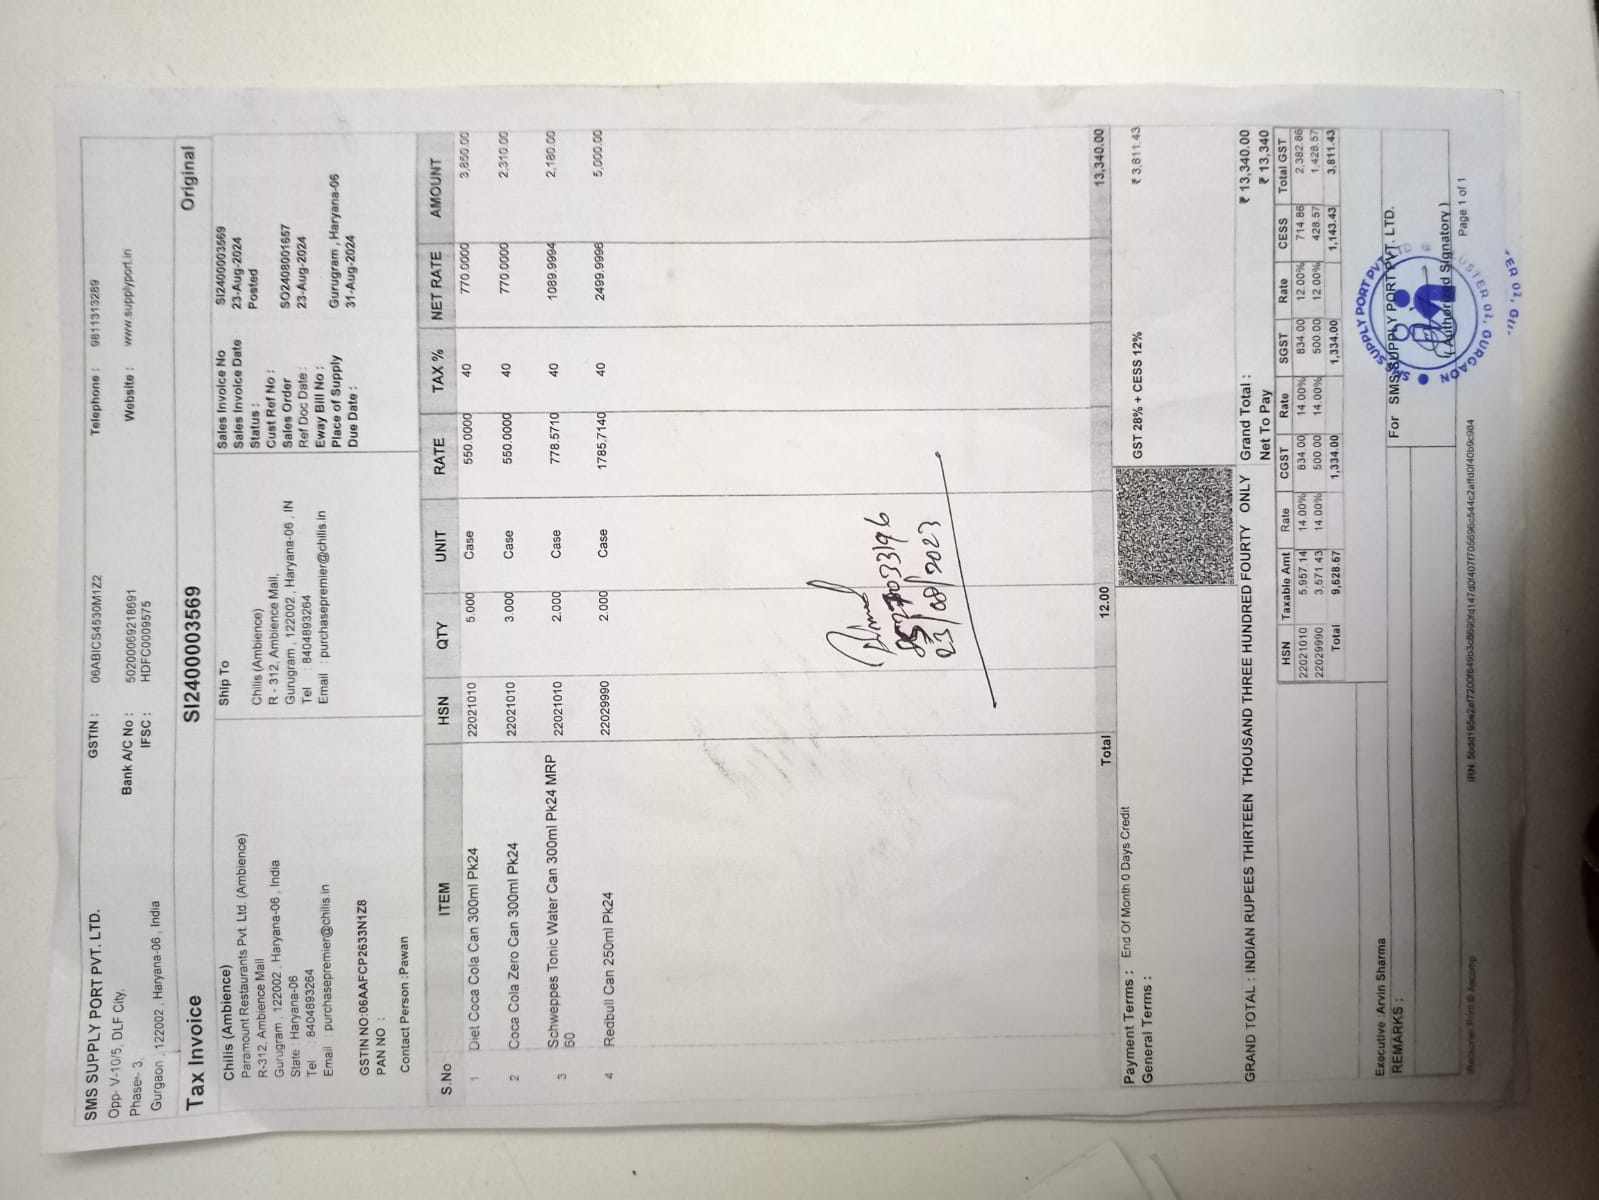 SMS SUPPLY PORT PVT. LTD.
Opp- V-10/5, DLF City,
Phase- 3,
Gurgaon , 122002 , Haryana-06 , India
GSTIN : 06ABICS4530M1Z2
Bank A/C No : 50200069218691
IFSC : HDFC0009575
Telephone : 9811313289
Website : www.supplyport.in
Tax Invoice SI2400003569 Original
Chilis (Ambience)
Paramount Restaurants Pvt. Ltd. (Ambience)
R-312, Ambience Mall
Gurugram , 122002 , Haryana-06 , India
State : Haryana-06
Tel : 8404893264
Email : purchasepremier@chilis.in
GSTIN NO:06AAFCP2633N1Z8
PAN NO :
Contact Person :Pawan
Ship To
Chilis (Ambience)
R - 312, Ambience Mall,
Gurugram , 122002 , Haryana-06 , IN
Tel : 8404893264
Email : purchasepremier@chilis.in
Sales Invoice No SI2400003569
Sales Invoice Date 23-Aug-2024
Status : Posted
Cust Ref No :
Sales Order SO2408001657
Ref Doc Date : 23-Aug-2024
Eway Bill No :
Place of Supply Gurugram , Haryana-06
Due Date : 31-Aug-2024
S.No ITEM HSN QTY UNIT RATE TAX % NET RATE AMOUNT
1 Diet Coca Cola Can 300ml Pk24 22021010 5.000 Case 550.0000 40 770.0000 3,850.00
2 Coca Cola Zero Can 300ml Pk24 22021010 3.000 Case 550.0000 40 770.0000 2,310.00
3 Schweppes Tonic Water Can 300ml Pk24 MRP 22021010 2.000 Case 778.5710 40 1089.9994 2,180.00
60
4 Redbull Can 250ml Pk24 22029990 2.000 Case 1785.7140 40 2499.9996 5,000.00
23/08/2023
Total 12.00 13,340.00
Payment Terms : End Of Month 0 Days Credit
General Terms :
GST 28% + CESS 12% ₹ 3,811.43
GRAND TOTAL : INDIAN RUPEES THIRTEEN THOUSAND THREE HUNDRED FOURTY ONLY
Grand Total : ₹ 13,340.00
Net To Pay ₹ 13,340
HSN Taxable Amt Rate CGST Rate SGST Rate CESS Total GST
22021010 5,957.14 14.00% 834.00 14.00% 834.00 12.00% 714.86 2,382.86
22029990 3,571.43 14.00% 500.00 14.00% 500.00 12.00% 428.57 1,428.57
Total 9,528.57 1,334.00 1,334.00 1,143.43 3,811.43
Executive :Arvin Sharma
REMARKS :
For SMS SUPPLY PORT PVT. LTD.
SUPPLY PORT PVT
GURGAON
( Authorized Signatory )
Page 1 of 1